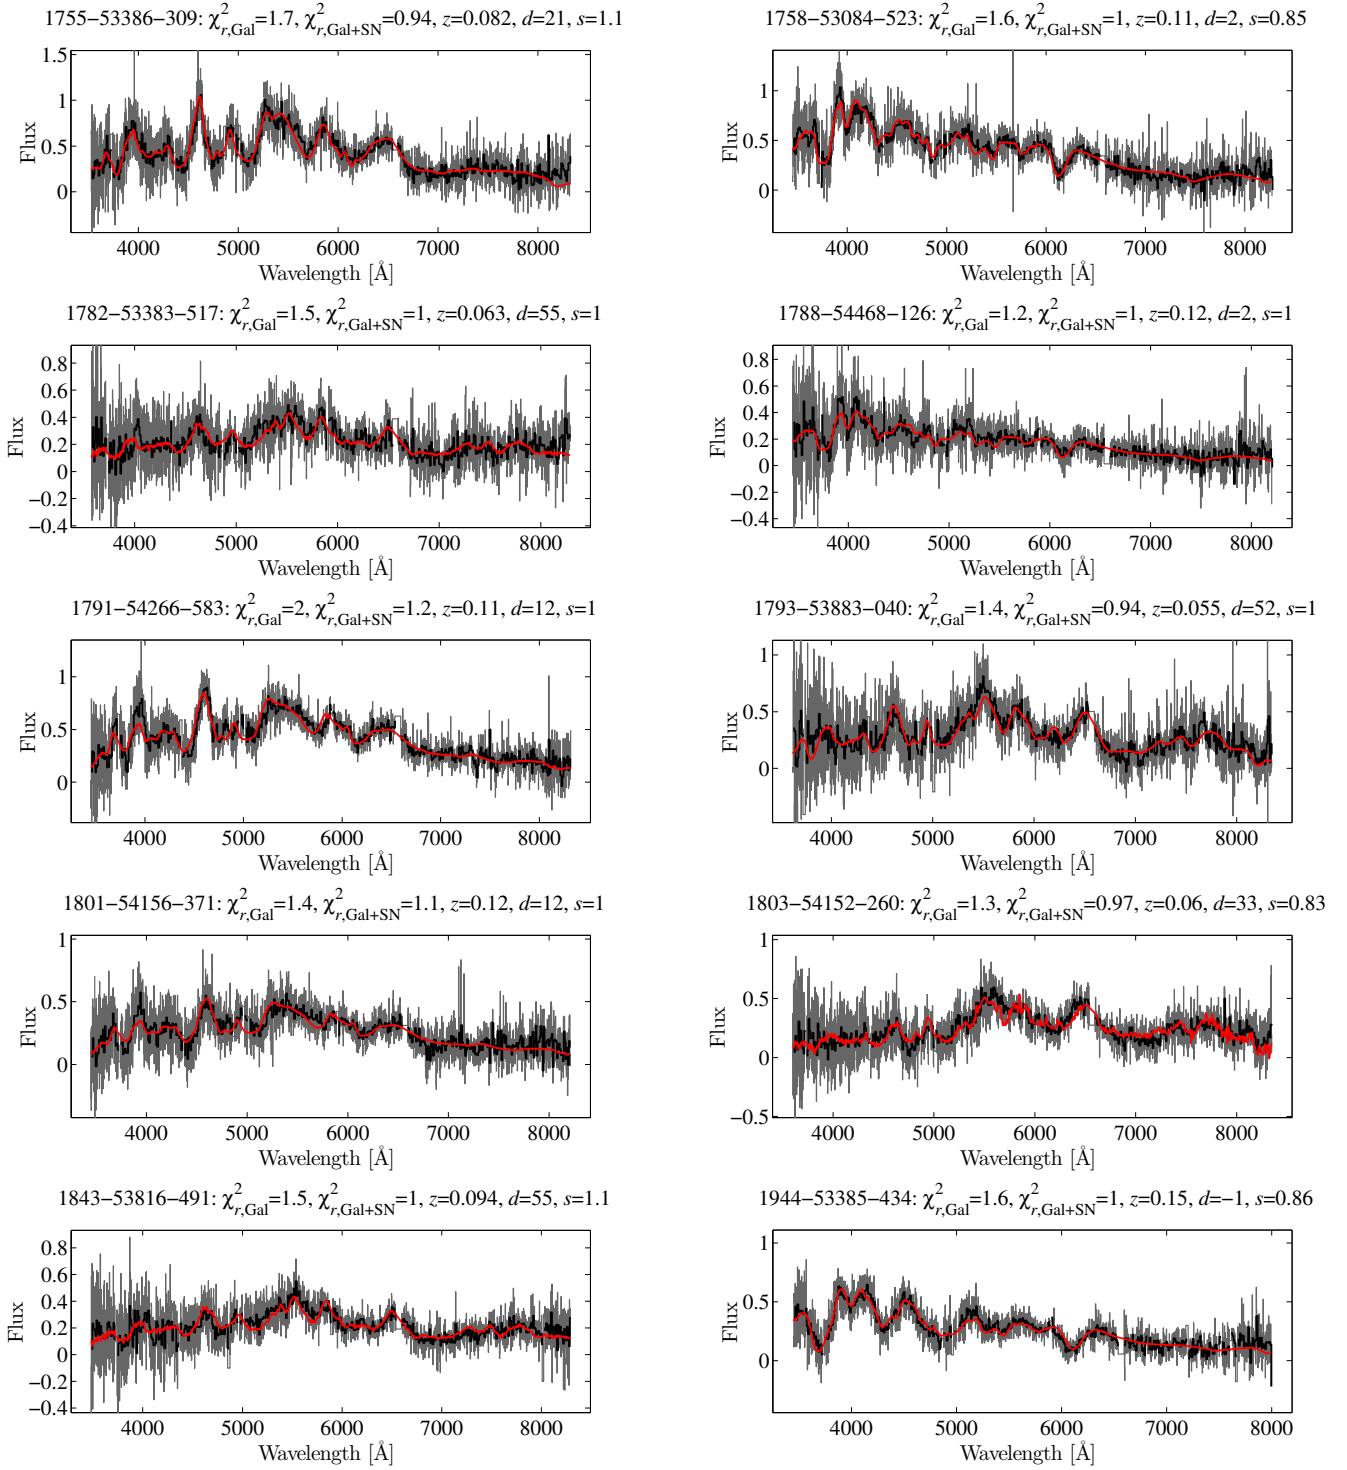 1755−53386−309: χ²r,Gal=1.7, χ²r,Gal+SN=0.94, z=0.082, d=21, s=1.1
1.5
1
0.5
0
Flux
4000 5000 6000 7000 8000
Wavelength [Å]
1758−53084−523: χ²r,Gal=1.6, χ²r,Gal+SN=1, z=0.11, d=2, s=0.85
1
0.5
0
Flux
4000 5000 6000 7000 8000
Wavelength [Å]
1782−53383−517: χ²r,Gal=1.5, χ²r,Gal+SN=1, z=0.063, d=55, s=1
0.8
0.6
0.4
0.2
0
−0.2
−0.4
Flux
4000 5000 6000 7000 8000
Wavelength [Å]
1788−54468−126: χ²r,Gal=1.2, χ²r,Gal+SN=1, z=0.12, d=2, s=1
0.8
0.6
0.4
0.2
0
−0.2
−0.4
Flux
4000 5000 6000 7000 8000
Wavelength [Å]
1791−54266−583: χ²r,Gal=2, χ²r,Gal+SN=1.2, z=0.11, d=12, s=1
1
0.5
0
Flux
4000 5000 6000 7000 8000
Wavelength [Å]
1793−53883−040: χ²r,Gal=1.4, χ²r,Gal+SN=0.94, z=0.055, d=52, s=1
1
0.5
0
Flux
4000 5000 6000 7000 8000
Wavelength [Å]
1801−54156−371: χ²r,Gal=1.4, χ²r,Gal+SN=1.1, z=0.12, d=12, s=1
1
0.5
0
Flux
4000 5000 6000 7000 8000
Wavelength [Å]
1803−54152−260: χ²r,Gal=1.3, χ²r,Gal+SN=0.97, z=0.06, d=33, s=0.83
1
0.5
0
−0.5
Flux
4000 5000 6000 7000 8000
Wavelength [Å]
1843−53816−491: χ²r,Gal=1.5, χ²r,Gal+SN=1, z=0.094, d=55, s=1.1
0.8
0.6
0.4
0.2
0
−0.2
−0.4
Flux
4000 5000 6000 7000 8000
Wavelength [Å]
1944−53385−434: χ²r,Gal=1.6, χ²r,Gal+SN=1, z=0.15, d=−1, s=0.86
1
0.5
0
Flux
4000 5000 6000 7000 8000
Wavelength [Å]